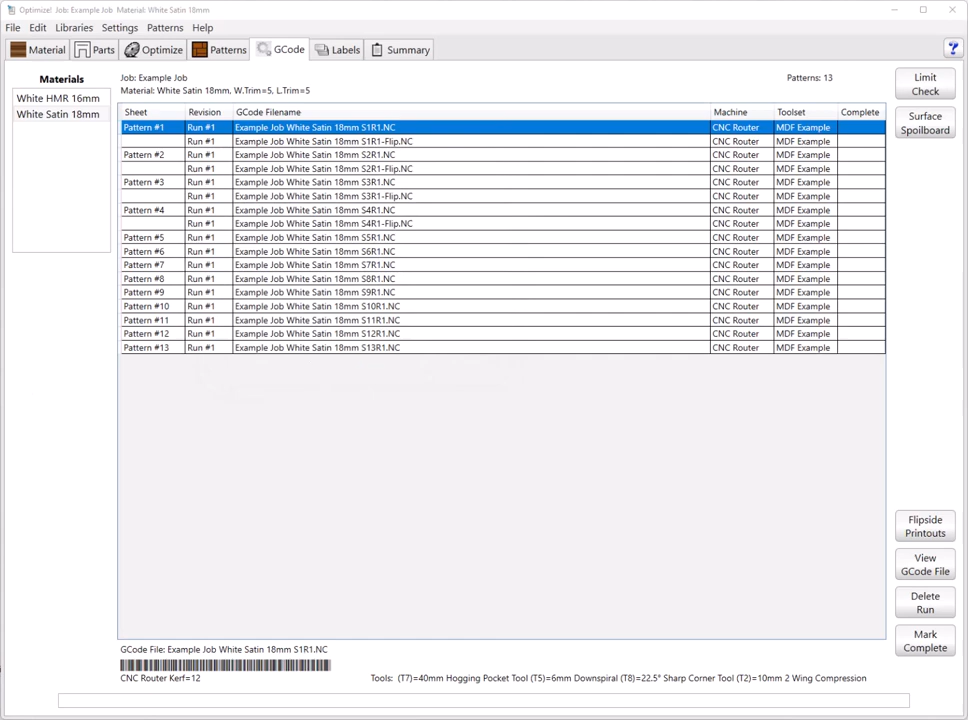 Optimize! Job: Example Job Material: White Satin 18mm
File Edit Libraries Settings Patterns Help
Material Parts Optimize Patterns GCode Labels Summary ?
Materials
White HMR 16mm
White Satin 18mm
Job: Example Job Patterns: 13
Material: White Satin 18mm, W.Trim=5, L.Trim=5
Sheet Revision GCode Filename Machine Toolset Complete
Pattern #1 Run #1 Example Job White Satin 18mm S1R1.NC CNC Router MDF Example
Run #1 Example Job White Satin 18mm S1R1-Flip.NC CNC Router MDF Example
Pattern #2 Run #1 Example Job White Satin 18mm S2R1.NC CNC Router MDF Example
Run #1 Example Job White Satin 18mm S2R1-Flip.NC CNC Router MDF Example
Pattern #3 Run #1 Example Job White Satin 18mm S3R1.NC CNC Router MDF Example
Run #1 Example Job White Satin 18mm S3R1-Flip.NC CNC Router MDF Example
Pattern #4 Run #1 Example Job White Satin 18mm S4R1.NC CNC Router MDF Example
Run #1 Example Job White Satin 18mm S4R1-Flip.NC CNC Router MDF Example
Pattern #5 Run #1 Example Job White Satin 18mm S5R1.NC CNC Router MDF Example
Pattern #6 Run #1 Example Job White Satin 18mm S6R1.NC CNC Router MDF Example
Pattern #7 Run #1 Example Job White Satin 18mm S7R1.NC CNC Router MDF Example
Pattern #8 Run #1 Example Job White Satin 18mm S8R1.NC CNC Router MDF Example
Pattern #9 Run #1 Example Job White Satin 18mm S9R1.NC CNC Router MDF Example
Pattern #10 Run #1 Example Job White Satin 18mm S10R1.NC CNC Router MDF Example
Pattern #11 Run #1 Example Job White Satin 18mm S11R1.NC CNC Router MDF Example
Pattern #12 Run #1 Example Job White Satin 18mm S12R1.NC CNC Router MDF Example
Pattern #13 Run #1 Example Job White Satin 18mm S13R1.NC CNC Router MDF Example
Limit
Check
Surface
Spoilboard
Flipside
Printouts
View
GCode File
Delete
Run
Mark
Complete
GCode File: Example Job White Satin 18mm S1R1.NC
CNC Router Kerf=12 Tools: (T7)=40mm Hogging Pocket Tool (T5)=6mm Downspiral (T8)=22.5° Sharp Corner Tool (T2)=10mm 2 Wing Compression